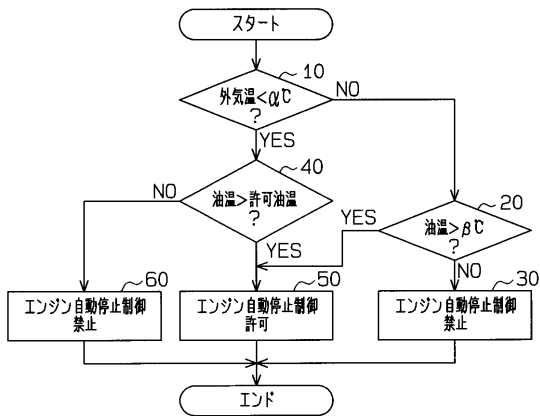 スタート
10
外気温<α℃
?
NO
YES
40
油温>許可油温
?
NO
YES
20
油温>β℃
?
YES
NO
60
エンジン自動停止制御
禁止
50
エンジン自動停止制御
許可
30
エンジン自動停止制御
禁止
エンド